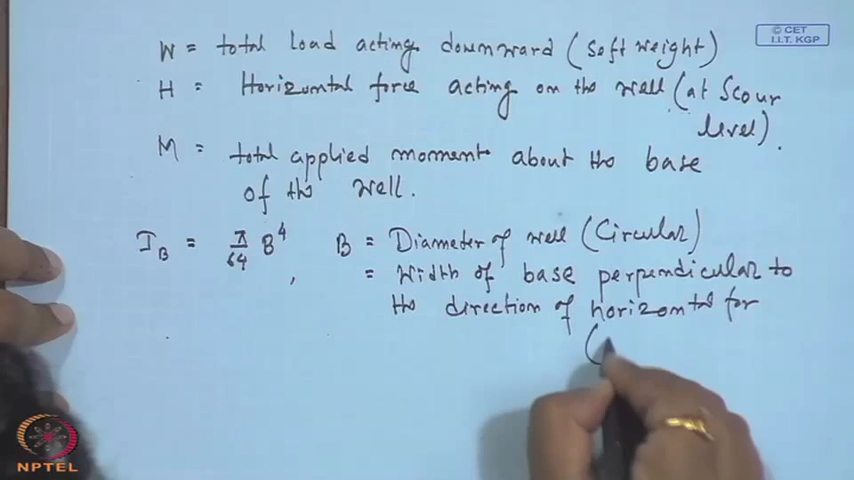 © CET
I.I.T. KGP
W = total load acting downward (soft weight)
H = Horizontal force acting on the well (at Scour
level).
M = total applied moment about the base
of the well.
I_B = π/64 B⁴ , B = Diameter of well (Circular)
= width of base perpendicular to
the direction of horizontal for
(
NPTEL